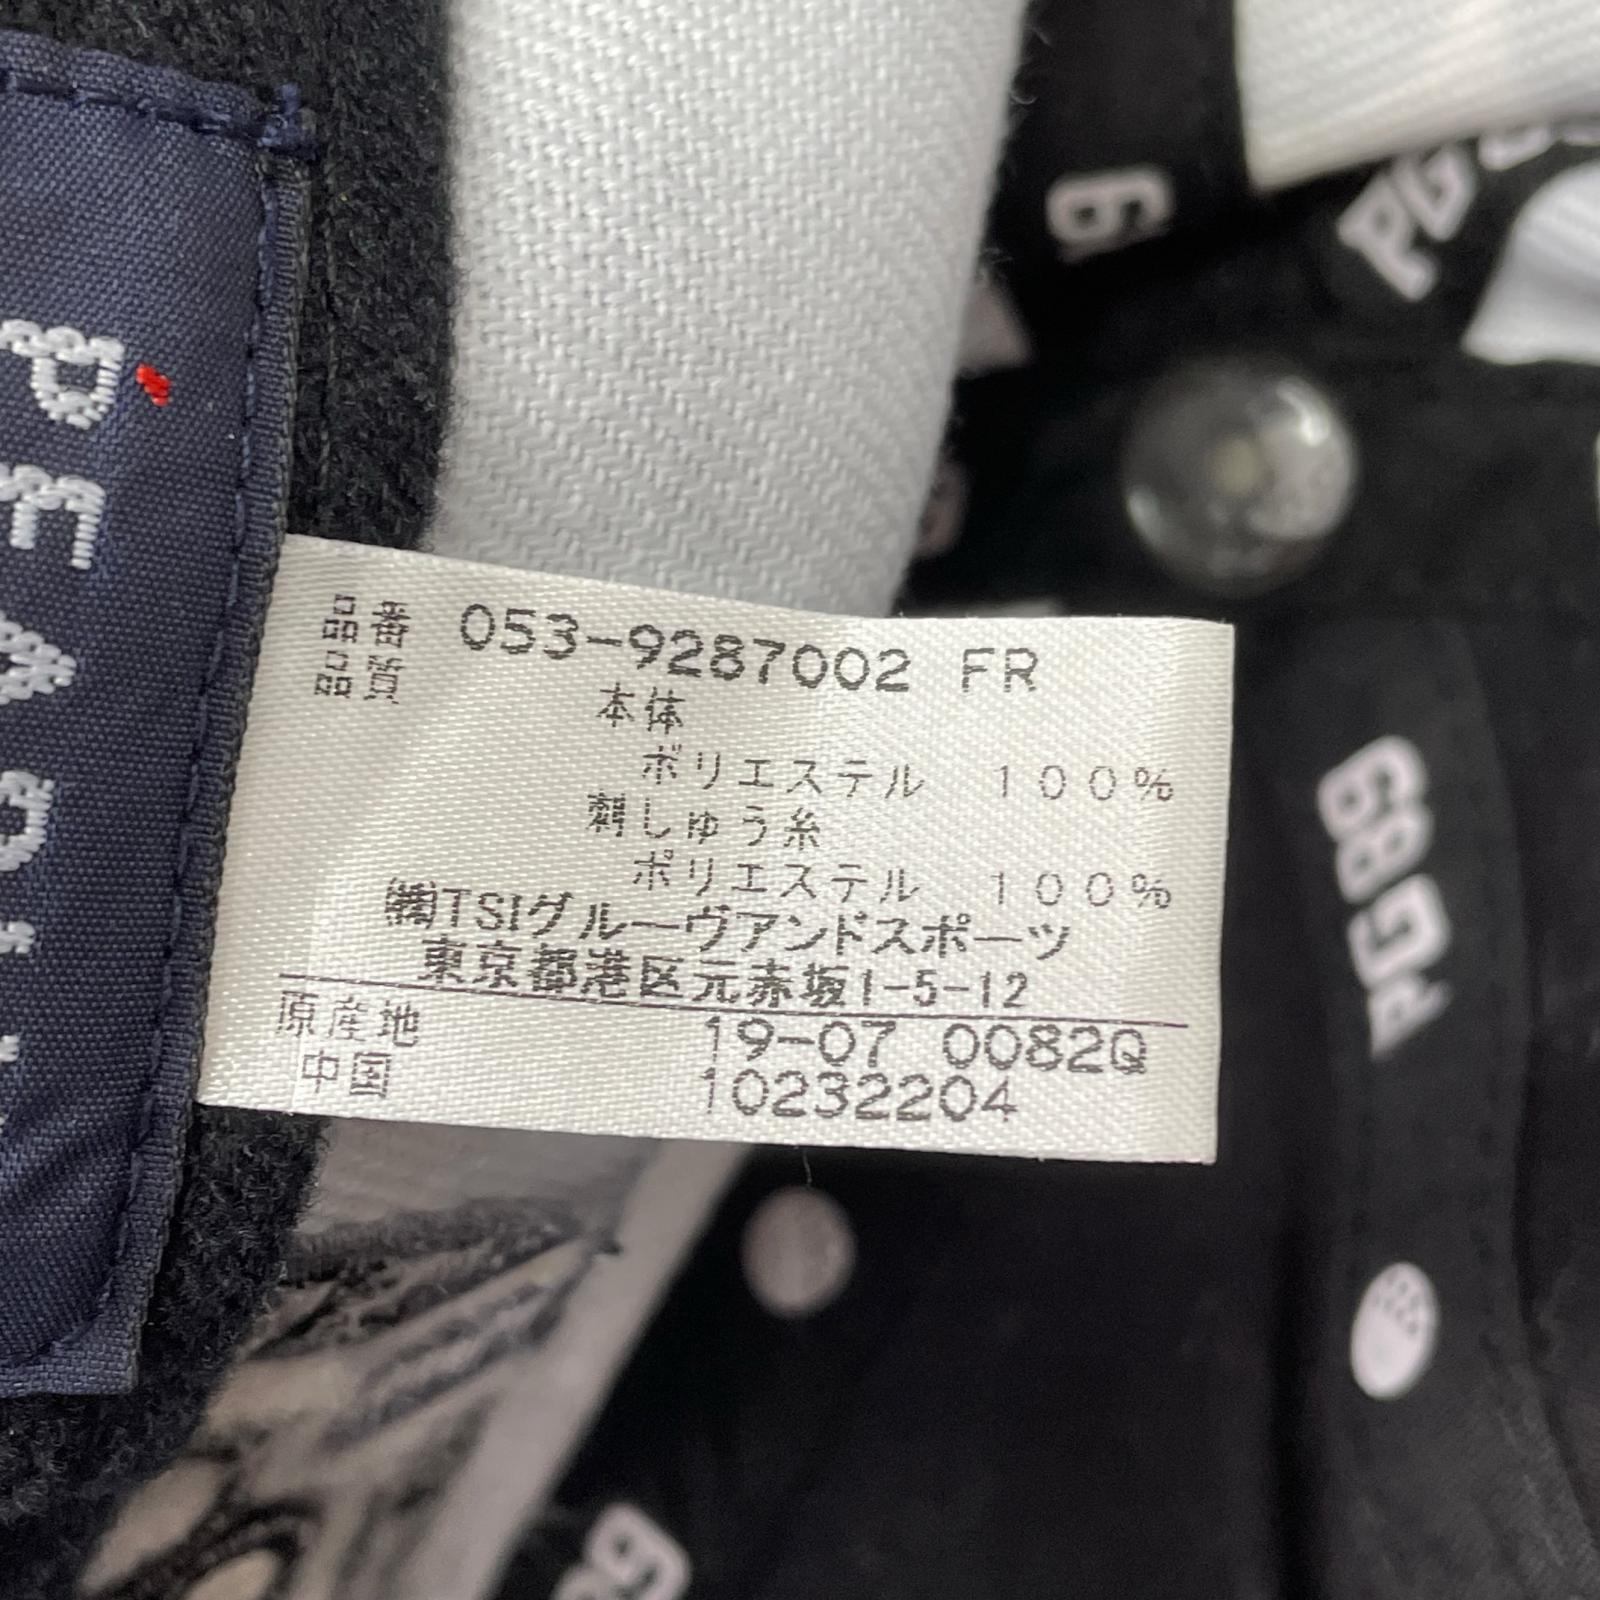 品番 053-9287002 FR
品質
本体
ポリエステル 100%
刺しゅう糸
ポリエステル 100%
㈱TSIグルーヴアンドスポーツ
東京都港区元赤坂1-5-12
原産地 19-07 0082Q
中国 10232204
PEAR
PG
PG89